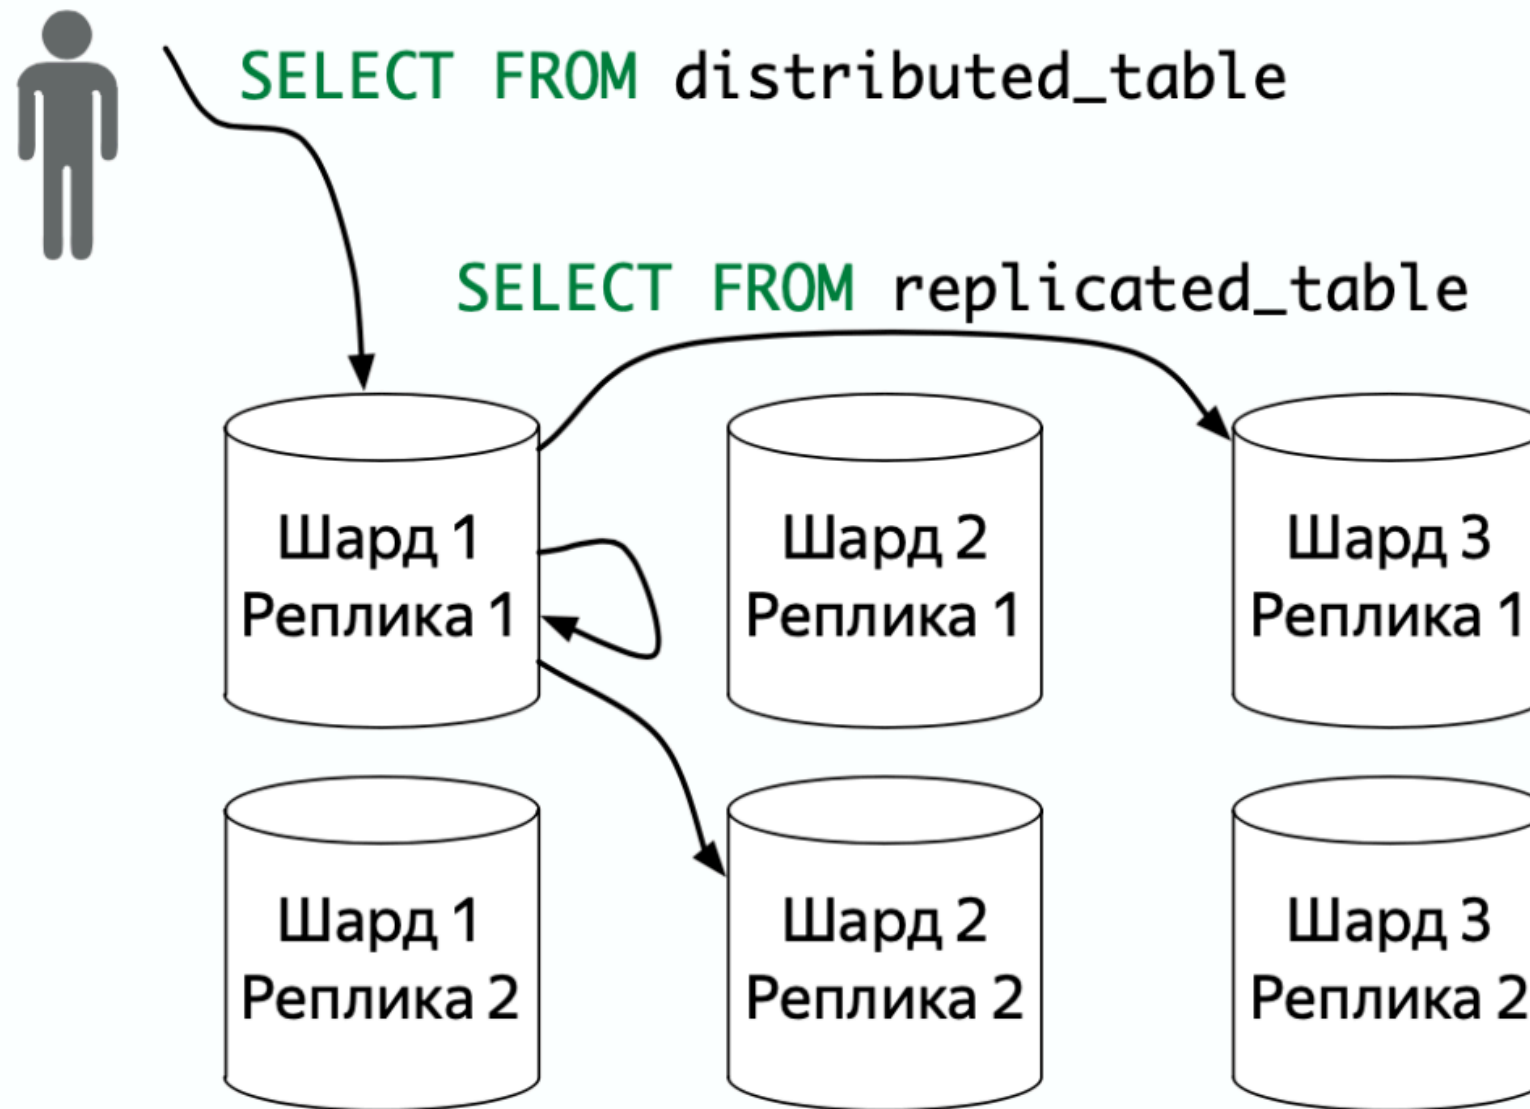 SELECT FROM distributed_table
SELECT FROM replicated_table
Шард 1
Реплика 1
Шард 2
Реплика 1
Шард 3
Реплика 1
Шард 1
Реплика 2
Шард 2
Реплика 2
Шард 3
Реплика 2